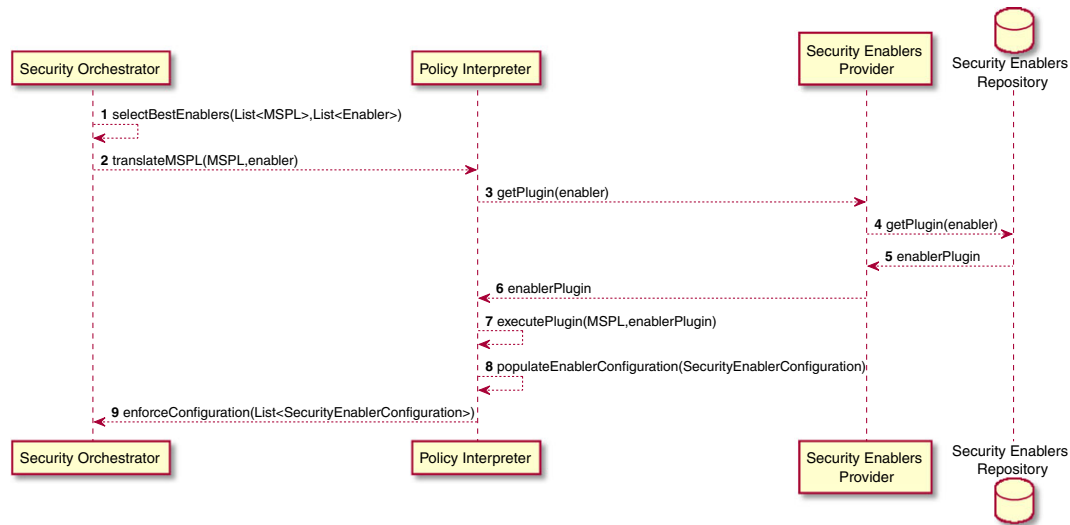 Security Orchestrator
Policy Interpreter
Security Enablers
Provider
Security Enablers
Repository
1 selectBestEnablers(List<MSPL>,List<Enabler>)
2 translateMSPL(MSPL,enabler)
3 getPlugin(enabler)
4 getPlugin(enabler)
5 enablerPlugin
6 enablerPlugin
7 executePlugin(MSPL,enablerPlugin)
8 populateEnablerConfiguration(SecurityEnablerConfiguration)
9 enforceConfiguration(List<SecurityEnablerConfiguration>)
Security Orchestrator
Policy Interpreter
Security Enablers
Provider
Security Enablers
Repository